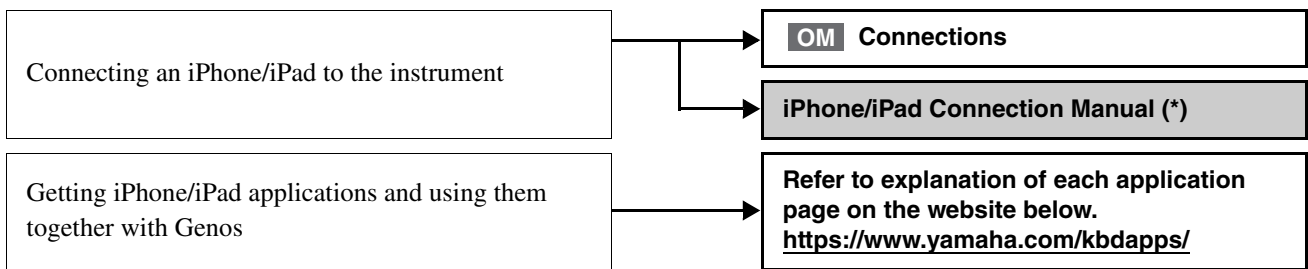 Connecting an iPhone/iPad to the instrument
OM Connections
iPhone/iPad Connection Manual (*)
Getting iPhone/iPad applications and using them
together with Genos
Refer to explanation of each application
page on the website below.
https://www.yamaha.com/kbdapps/